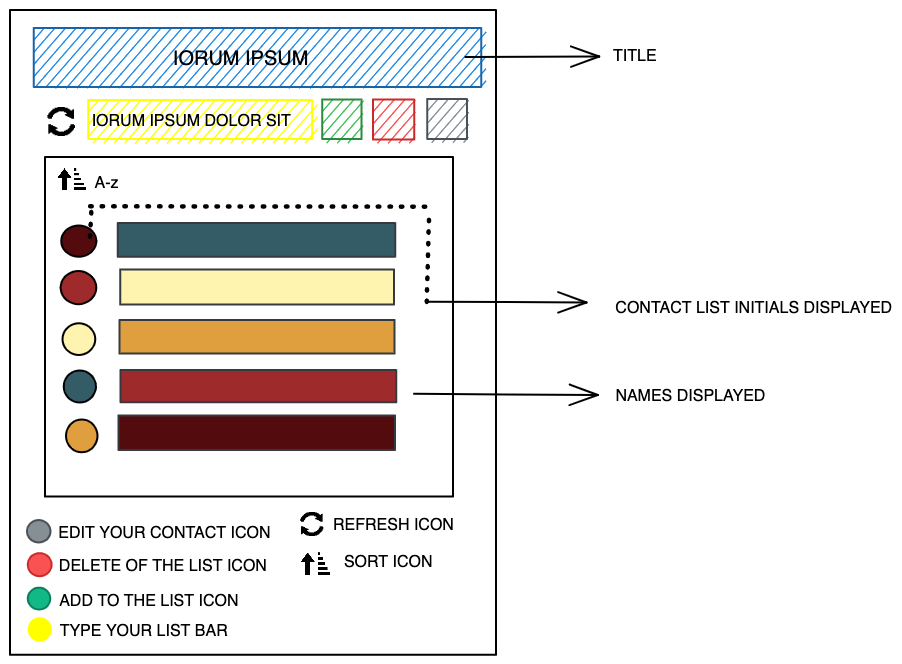 IORUM IPSUM
TITLE
IORUM IPSUM DOLOR SIT
A-z
CONTACT LIST INITIALS DISPLAYED
NAMES DISPLAYED
EDIT YOUR CONTACT ICON
REFRESH ICON
DELETE OF THE LIST ICON
SORT ICON
ADD TO THE LIST ICON
TYPE YOUR LIST BAR